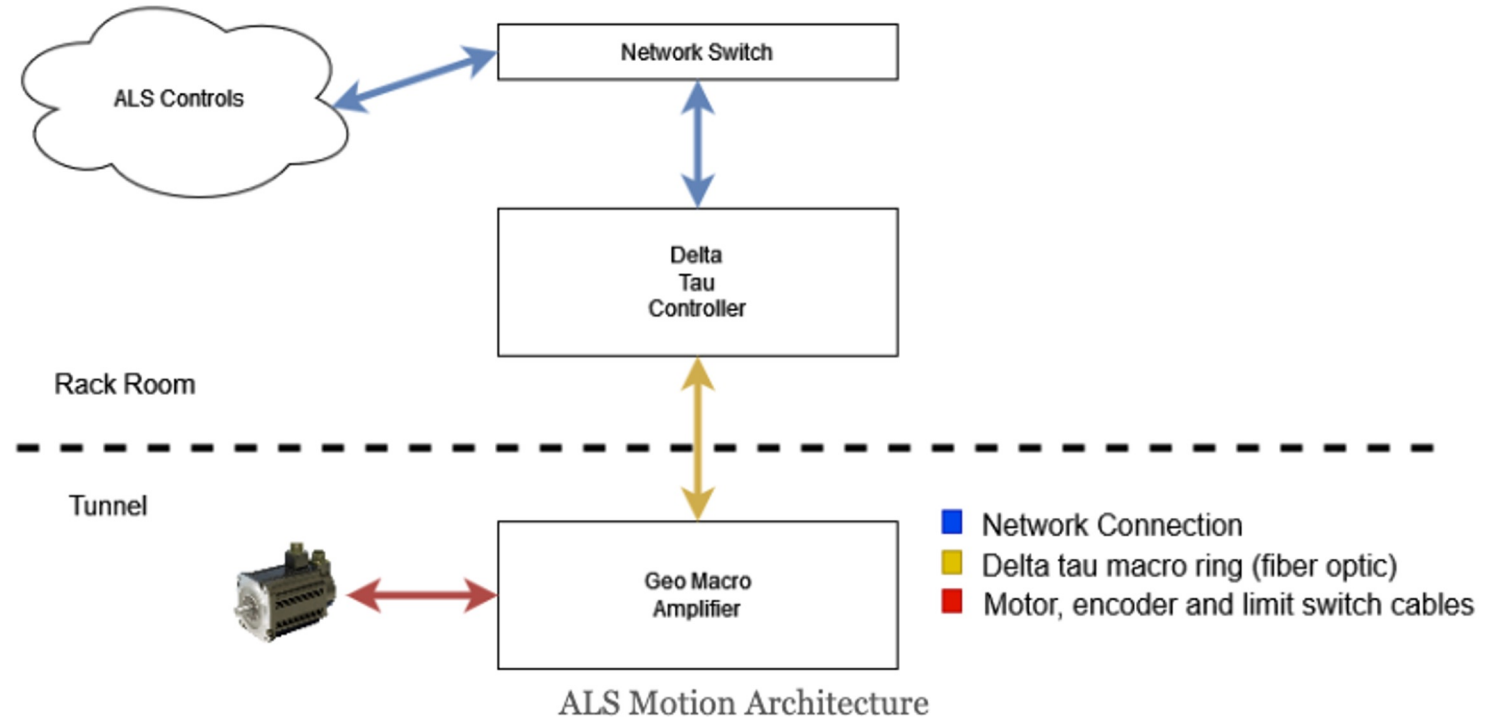 ALS Controls
Network Switch
Delta
Tau
Controller
Rack Room
Tunnel
Geo Macro
Amplifier
Network Connection
Delta tau macro ring (fiber optic)
Motor, encoder and limit switch cables
ALS Motion Architecture